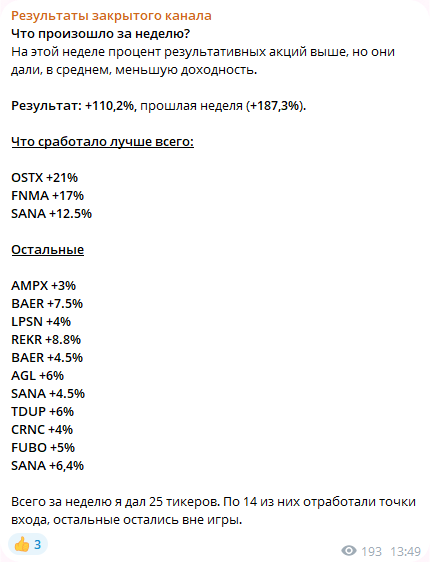 Результаты закрытого канала
Что произошло за неделю?
На этой неделе процент результативных акций выше, но они
дали, в среднем, меньшую доходность.
Результат: +110,2%, прошлая неделя (+187,3%).
Что сработало лучше всего:
OSTX +21%
FNMA +17%
SANA +12.5%
Остальные
AMPX +3%
BAER +7.5%
LPSN +4%
REKR +8.8%
BAER +4.5%
AGL +6%
SANA +4.5%
TDUP +6%
CRNC +4%
FUBO +5%
SANA +6,4%
Всего за неделю я дал 25 тикеров. По 14 из них отработали точки
входа, остальные остались вне игры.
👍 3
193 13:49